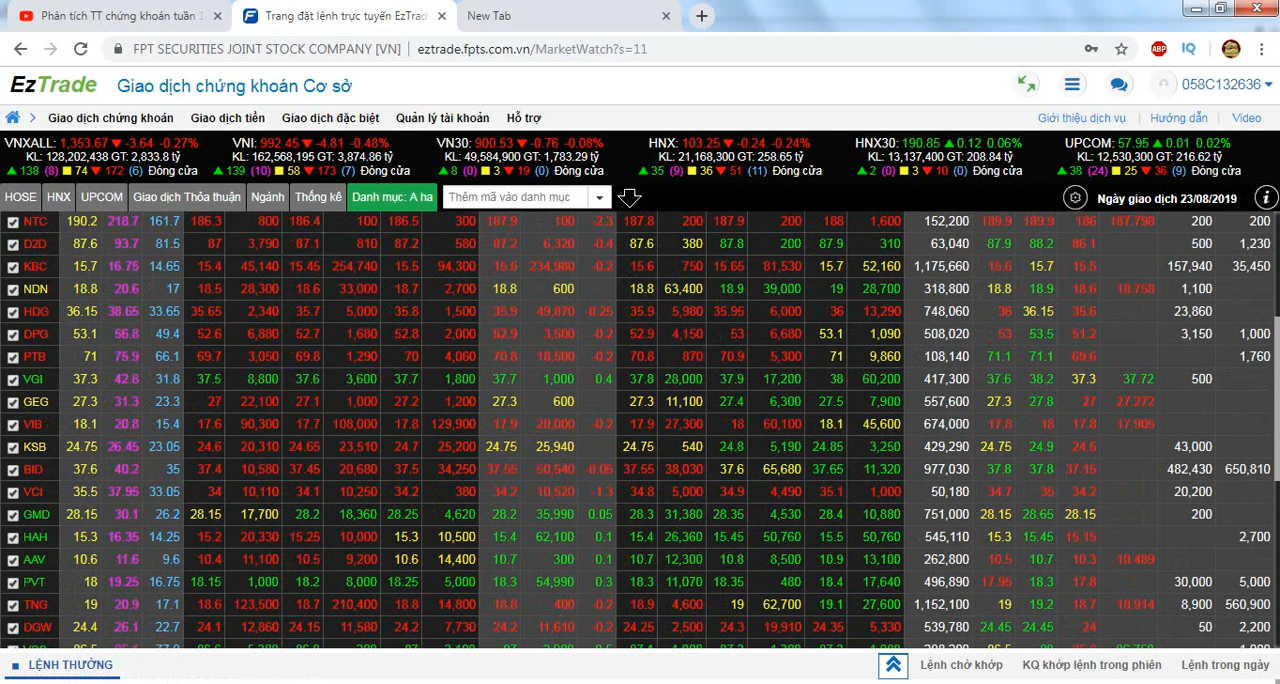 Phân tích TT chứng khoán tuần 1
Trang đặt lệnh trực tuyến EzTrade
New Tab
FPT SECURITIES JOINT STOCK COMPANY [VN] | eztrade.fpts.com.vn/MarketWatch?s=11
ABP
IQ
EzTrade Giao dịch chứng khoán Cơ sở
058C132636
Giao dịch chứng khoán Giao dịch tiền Giao dịch đặc biệt Quản lý tài khoản Hỗ trợ
Giới thiệu dịch vụ Hướng dẫn Video
VNXALL: 1,353.67 ▼ -3.64 -0.27% VNI: 992.45 ▼ -4.81 -0.48% VN30: 900.53 ▼ -0.76 -0.08% HNX: 103.25 ▼ -0.24 -0.24% HNX30: 190.85 ▲ 0.12 0.06% UPCOM: 57.95 ▲ 0.01 0.02%
KL: 128,202,438 GT: 2,833.8 tỷ KL: 162,568,195 GT: 3,874.86 tỷ KL: 49,584,900 GT: 1,783.29 tỷ KL: 21,168,300 GT: 258.65 tỷ KL: 13,137,400 GT: 208.84 tỷ KL: 12,530,300 GT: 216.62 tỷ
▲ 138 (8) ■ 74 ▼ 172 (6) Đóng cửa ▲ 139 (10) ■ 58 ▼ 173 (7) Đóng cửa ▲ 8 (0) ■ 3 ▼ 19 (0) Đóng cửa ▲ 35 (9) ■ 36 ▼ 51 (11) Đóng cửa ▲ 2 (0) ■ 3 ▼ 10 (0) Đóng cửa ▲ 38 (24) ■ 25 ▼ 36 (9) Đóng cửa
HOSE HNX UPCOM Giao dịch Thỏa thuận Ngành Thống kê Danh mục: A ha Thêm mã vào danh mục Ngày giao dịch 23/08/2019
NTC 190.2 218.7 161.7 186.3 800 186.4 100 186.5 300 187.9 100 -2.3 187.8 200 187.9 200 188 1,600 152,200 189.9 189.9 186 187.798 200 200
D2D 87.6 93.7 81.5 87 3,790 87.1 810 87.2 580 87.2 6,320 -0.4 87.6 380 87.8 200 87.9 310 63,040 87.9 88.2 86.1 500 1,230
KBC 15.7 16.75 14.65 15.4 45,140 15.45 254,740 15.5 94,300 15.5 234,980 -0.2 15.6 750 15.65 81,530 15.7 52,160 1,175,660 15.6 15.7 15.5 157,940 35,450
NDN 18.8 20.6 17 18.5 28,300 18.6 33,000 18.7 2,700 18.8 600 18.8 63,400 18.9 39,000 19 28,700 318,800 18.8 18.9 18.6 18.758 1,100
HDG 36.15 38.65 33.65 35.65 2,340 35.7 5,000 35.8 1,500 35.9 49,870 -0.25 35.9 5,980 35.95 6,000 36 13,290 748,060 36 36.15 35.6 23,860
DPG 53.1 56.8 49.4 52.6 6,880 52.7 1,680 52.8 2,000 52.9 3,500 -0.2 52.9 4,150 53 6,680 53.1 1,090 508,020 53 53.5 51.2 3,150 1,000
PTB 71 75.9 66.1 69.7 3,050 69.8 1,290 70 4,060 70.8 18,500 -0.2 70.8 870 70.9 5,300 71 9,860 108,140 71.1 71.1 69.6 1,760
VGI 37.3 42.8 31.8 37.5 8,800 37.6 3,600 37.7 1,800 37.7 1,000 0.4 37.8 28,000 37.9 17,200 38 60,200 417,300 37.6 38.2 37.3 37.72 500
GEG 27.3 31.3 23.3 27 22,100 27.1 1,000 27.2 1,200 27.3 600 27.3 11,100 27.4 6,300 27.5 7,900 557,600 27.3 27.8 27 27.272
VIB 18.1 20.8 15.4 17.6 90,300 17.7 108,000 17.8 129,900 17.9 20,000 -0.2 17.9 27,300 18 60,100 18.1 45,600 674,000 17.8 18 17.8 17.905
KSB 24.75 26.45 23.05 24.6 20,310 24.65 23,510 24.7 25,200 24.75 25,940 24.75 540 24.8 5,190 24.85 3,250 429,290 24.75 24.9 24.6 43,000
BID 37.6 40.2 35 37.4 10,580 37.45 20,680 37.5 34,250 37.55 50,540 -0.05 37.55 38,030 37.6 65,680 37.65 11,320 977,030 37.8 37.8 37.15 482,430 650,810
VCI 35.5 37.95 33.05 34 10,110 34.1 10,250 34.2 380 34.2 10,520 -1.3 34.8 5,000 34.9 4,490 35.1 1,000 50,180 34.7 35 34.2 20,200
GMD 28.15 30.1 26.2 28.15 17,700 28.2 18,360 28.25 4,620 28.2 35,990 0.05 28.3 31,380 28.35 4,530 28.4 10,880 751,000 28.15 28.65 28.15 200
HAH 15.3 16.35 14.25 15.2 20,330 15.25 10,000 15.3 10,500 15.4 62,100 0.1 15.4 26,360 15.45 50,760 15.5 50,760 545,110 15.3 15.45 15.15 2,700
AAV 10.6 11.6 9.6 10.4 11,100 10.5 9,200 10.6 14,400 10.7 300 0.1 10.7 12,300 10.8 8,500 10.9 13,100 262,800 10.5 10.7 10.3 10.489
PVT 18 19.25 16.75 18.15 1,000 18.2 8,000 18.25 5,000 18.3 54,990 0.3 18.3 11,070 18.35 480 18.4 17,640 496,890 17.95 18.3 17.8 30,000 5,000
TNG 19 20.9 17.1 18.6 123,500 18.7 210,400 18.8 14,800 18.8 400 -0.2 18.9 4,600 19 62,700 19.1 27,600 1,152,100 19 19.2 18.7 18.914 8,900 560,900
DGW 24.4 26.1 22.7 24.1 12,860 24.15 11,580 24.2 7,730 24.2 11,610 -0.2 24.25 2,500 24.3 19,910 24.35 5,330 539,780 24.45 24.45 24 50 2,200
LỆNH THƯỜNG Lệnh chờ khớp KQ khớp lệnh trong phiên Lệnh trong ngày